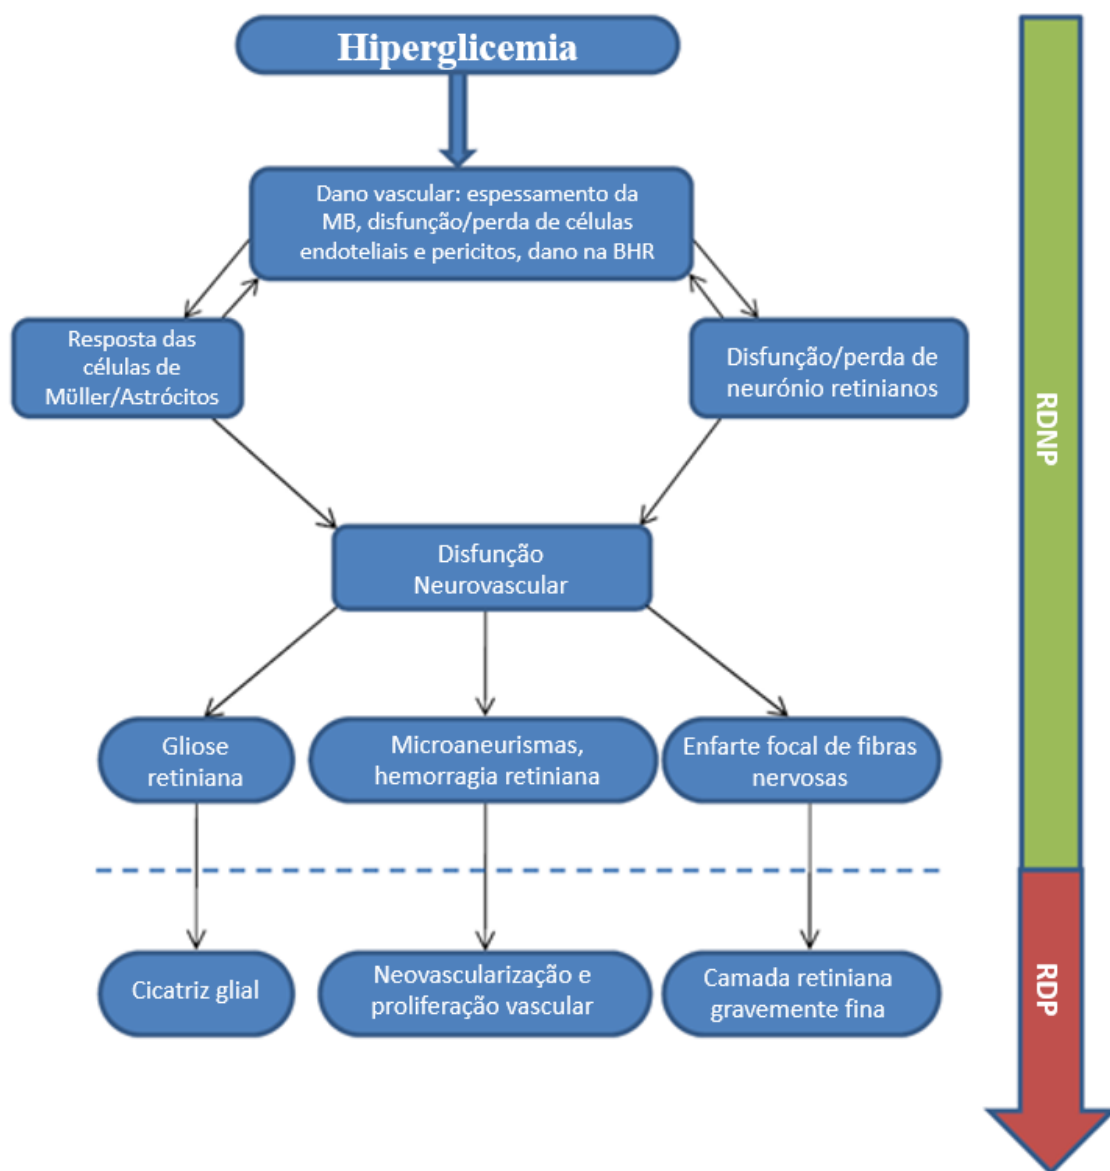 Hiperglicemia
Dano vascular: espessamento da
MB, disfunção/perda de células
endoteliais e pericitos, dano na BHR
Resposta das
células de
Müller/Astrócitos
Disfunção/perda de
neurónio retinianos
RDNP
Disfunção
Neurovascular
Gliose
retiniana
Microaneurismas,
hemorragia retiniana
Enfarte focal de fibras
nervosas
Cicatriz glial
Neovascularização e
proliferação vascular
Camada retiniana
gravemente fina
RDP